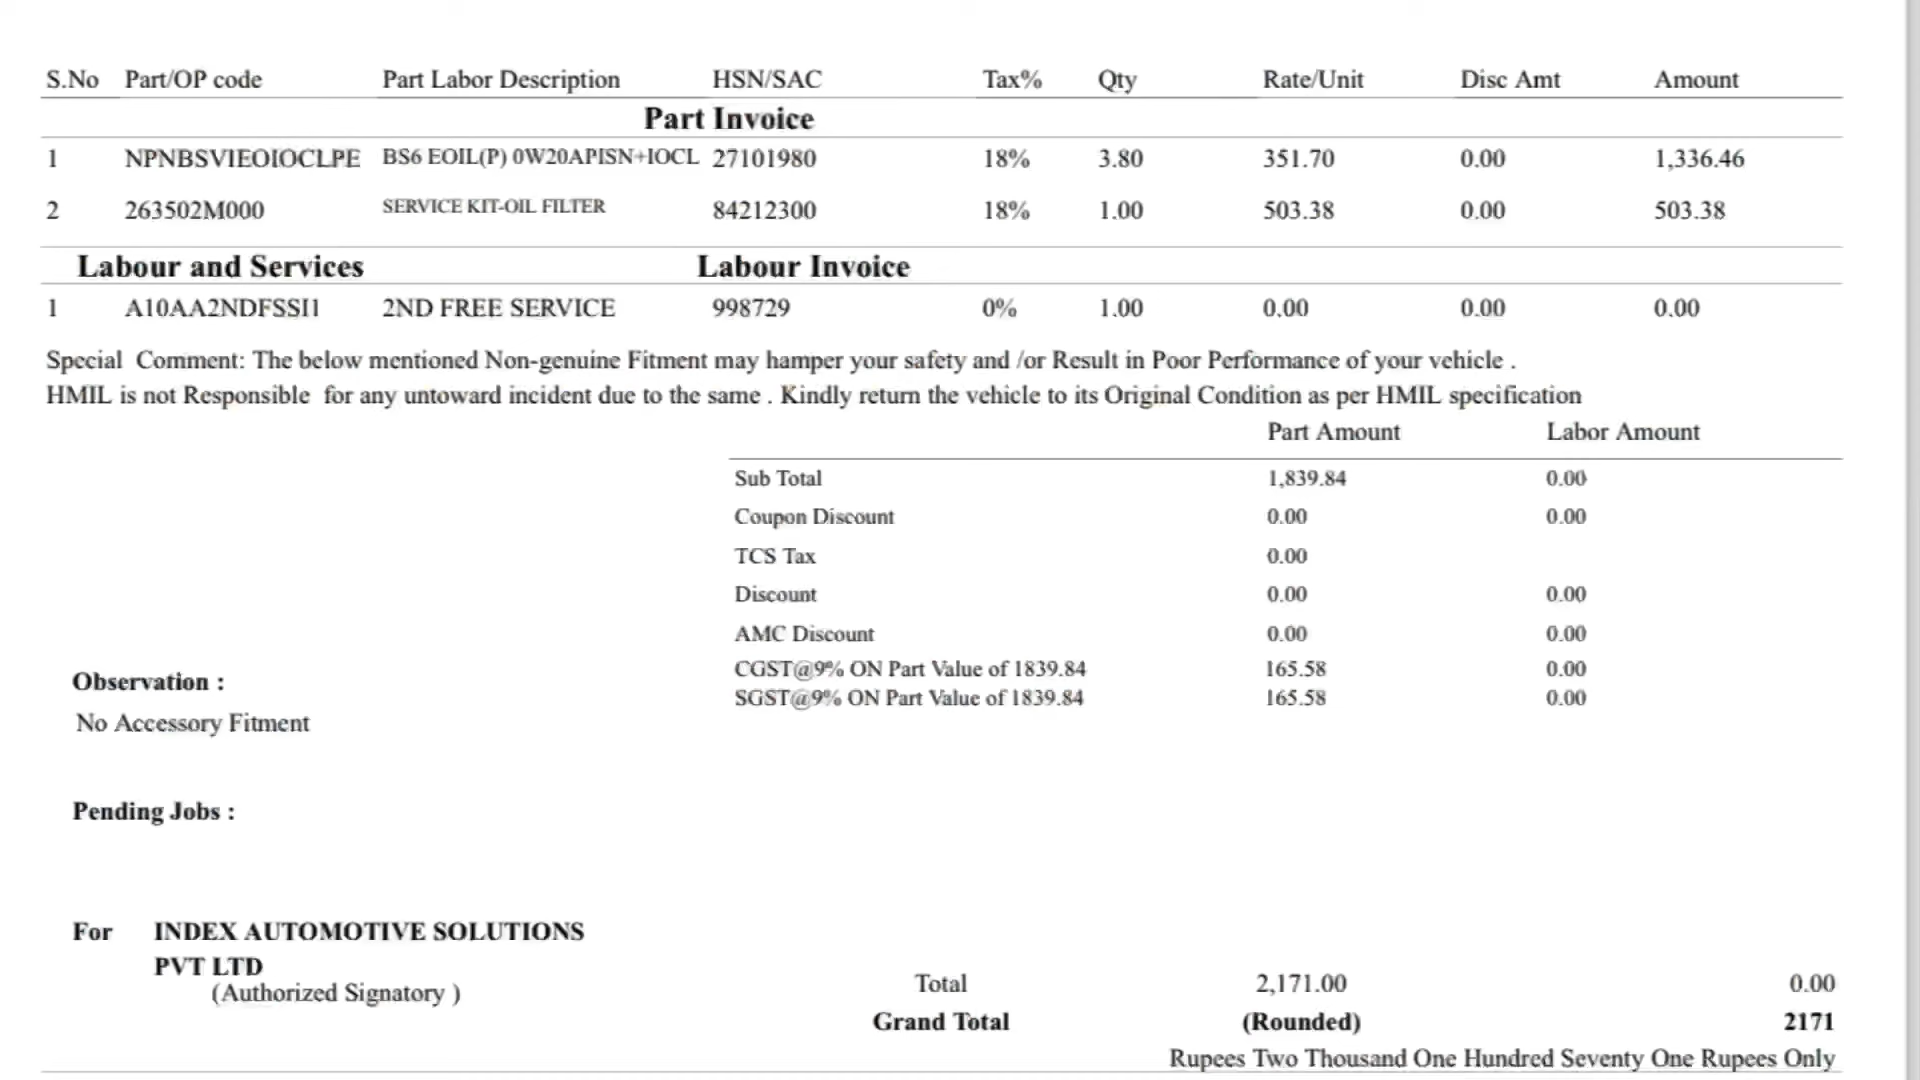 S.No Part/OP code Part Labor Description HSN/SAC Tax% Qty Rate/Unit Disc Amt Amount
Part Invoice
1 NPNBSVIEOIOCLPE BS6 EOIL(P) 0W20APISN+IOCL 27101980 18% 3.80 351.70 0.00 1,336.46
2 263502M000 SERVICE KIT-OIL FILTER 84212300 18% 1.00 503.38 0.00 503.38
Labour and Services Labour Invoice
1 A10AA2NDFSSI1 2ND FREE SERVICE 998729 0% 1.00 0.00 0.00 0.00
Special Comment: The below mentioned Non-genuine Fitment may hamper your safety and /or Result in Poor Performance of your vehicle .
HMIL is not Responsible for any untoward incident due to the same . Kindly return the vehicle to its Original Condition as per HMIL specification
Part Amount Labor Amount
Sub Total 1,839.84 0.00
Coupon Discount 0.00 0.00
TCS Tax 0.00
Discount 0.00 0.00
AMC Discount 0.00 0.00
CGST@9% ON Part Value of 1839.84 165.58 0.00
SGST@9% ON Part Value of 1839.84 165.58 0.00
Observation :
No Accessory Fitment
Pending Jobs :
For INDEX AUTOMOTIVE SOLUTIONS
PVT LTD
(Authorized Signatory )
Total 2,171.00 0.00
Grand Total (Rounded) 2171
Rupees Two Thousand One Hundred Seventy One Rupees Only